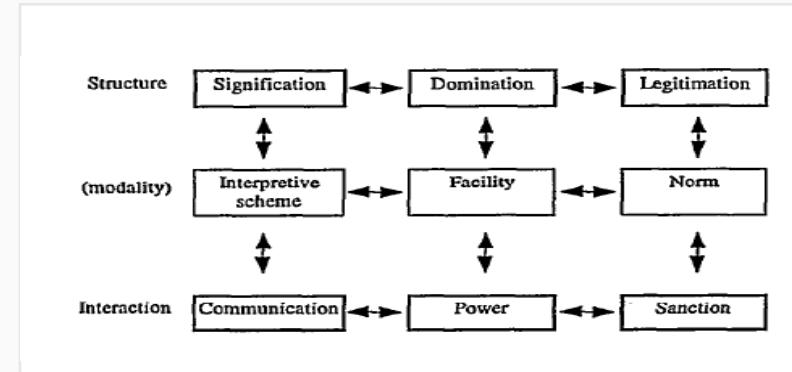 Structure Signification Domination Legitimation
(modality) Interpretive scheme Facility Norm
Interaction Communication Power Sanction